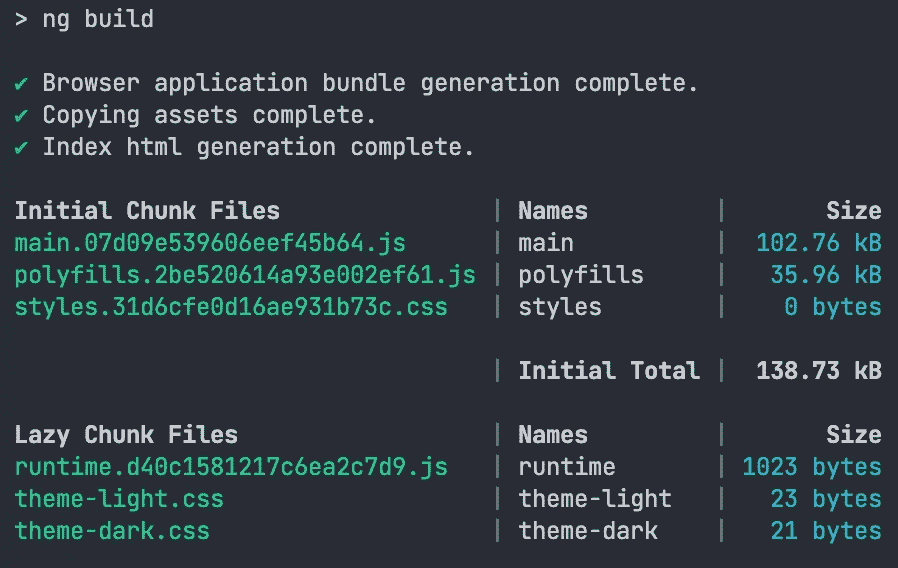 > ng build
✔ Browser application bundle generation complete.
✔ Copying assets complete.
✔ Index html generation complete.
Initial Chunk Files | Names | Size
main.07d09e539606eef45b64.js | main | 102.76 kB
polyfills.2be520614a93e002ef61.js | polyfills | 35.96 kB
styles.31d6cfe0d16ae931b73c.css | styles | 0 bytes
| Initial Total | 138.73 kB
Lazy Chunk Files | Names | Size
runtime.d40c1581217c6ea2c7d9.js | runtime | 1023 bytes
theme-light.css | theme-light | 23 bytes
theme-dark.css | theme-dark | 21 bytes